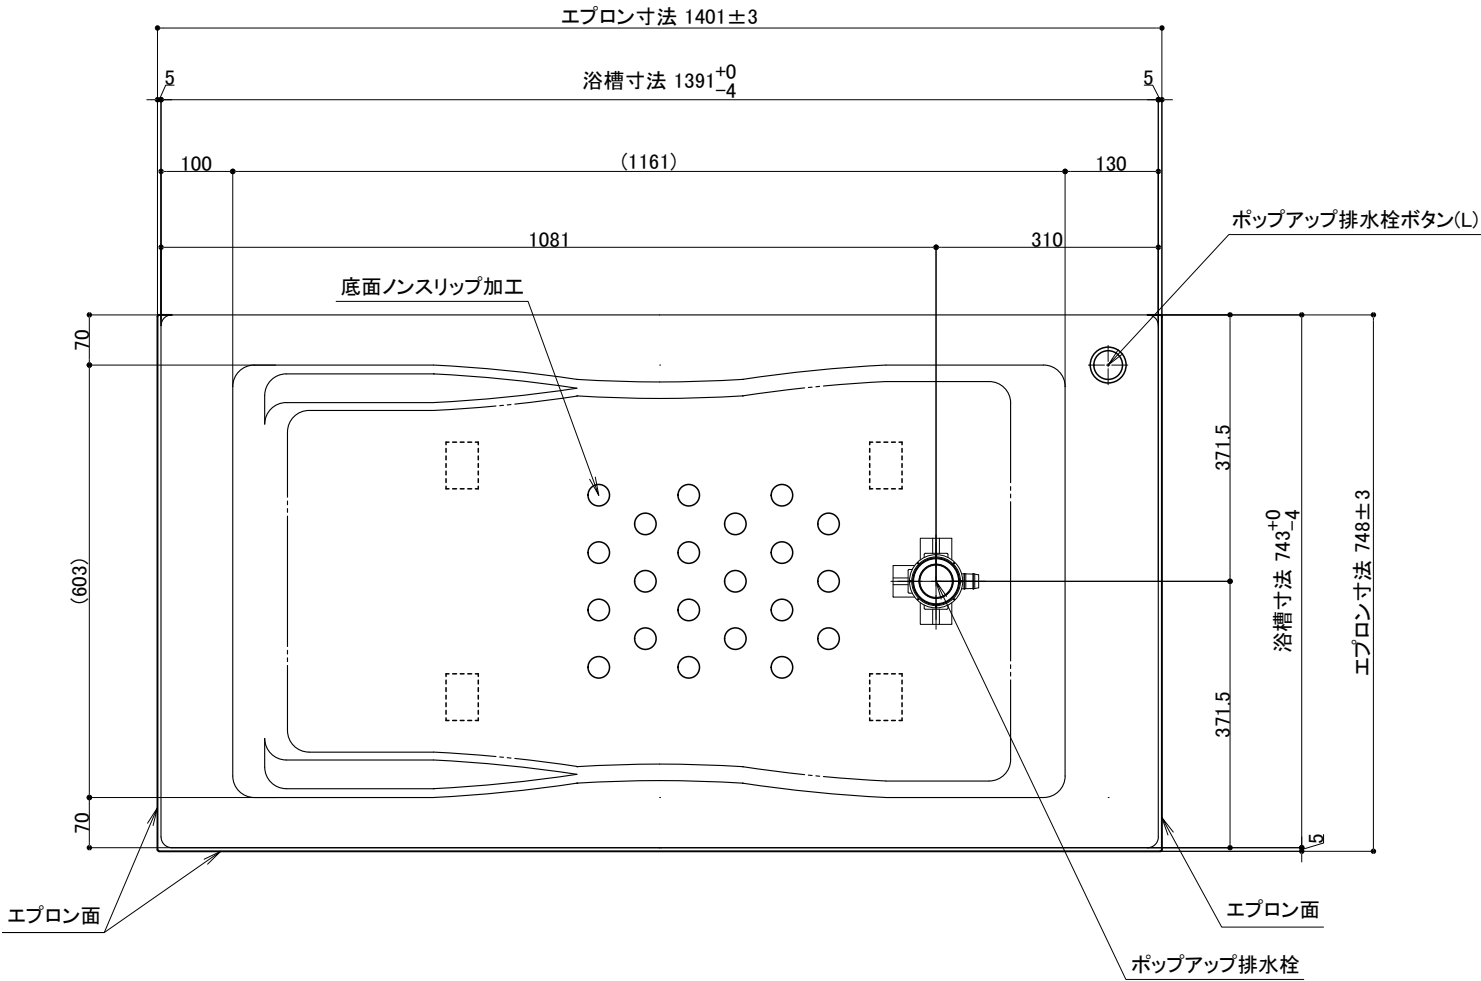 エプロン寸法 1401±3
5
浴槽寸法 1391 +0 -4
5
100
(1161)
130
1081
310
ポップアップ排水栓ボタン(L)
底面ノンスリップ加工
70
(603)
70
371.5
371.5
浴槽寸法 743 +0 -4
エプロン寸法 748±3
5
エプロン面
エプロン面
ポップアップ排水栓